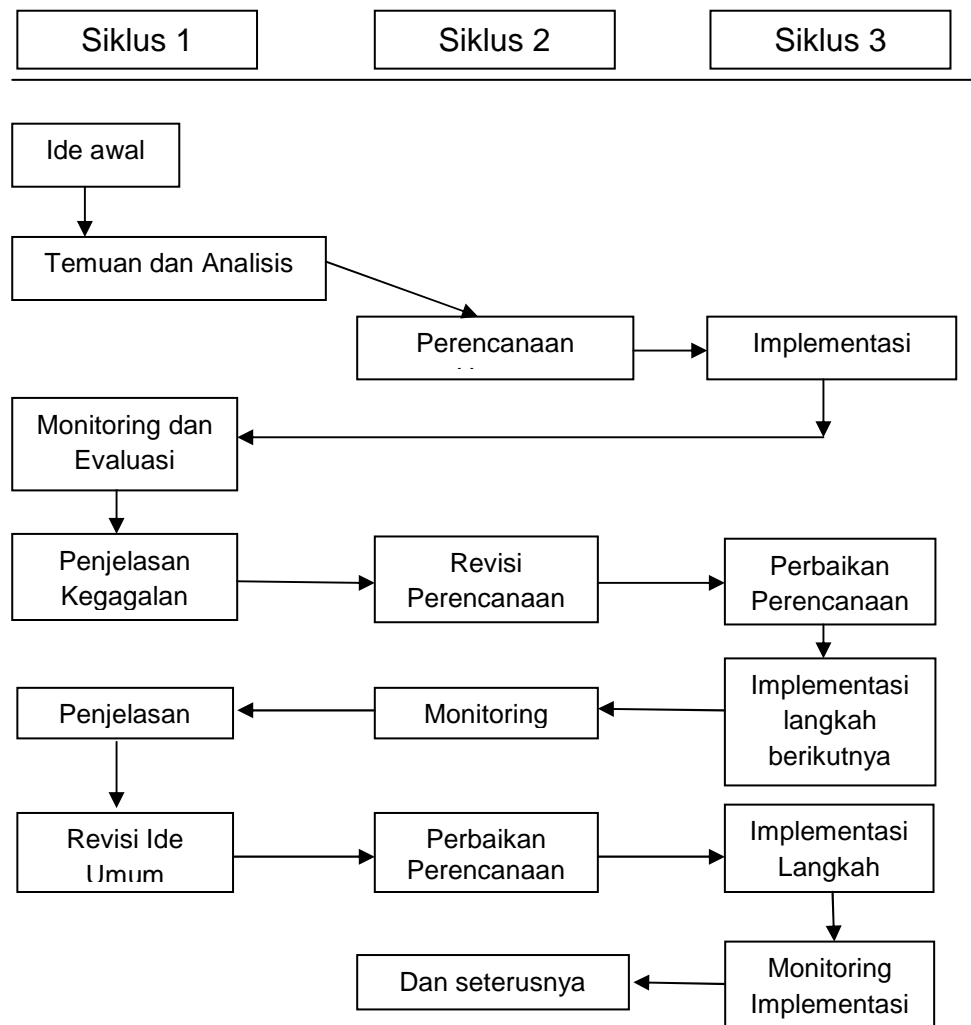 Siklus 1
Siklus 2
Siklus 3
Ide awal
Temuan dan Analisis
Perencanaan
Implementasi
Monitoring dan
Evaluasi
Penjelasan
Kegagalan
Revisi
Perencanaan
Perbaikan
Perencanaan
Penjelasan
Monitoring
Implementasi
langkah
berikutnya
Revisi Ide
Umum
Perbaikan
Perencanaan
Implementasi
Langkah
Dan seterusnya
Monitoring
Implementasi